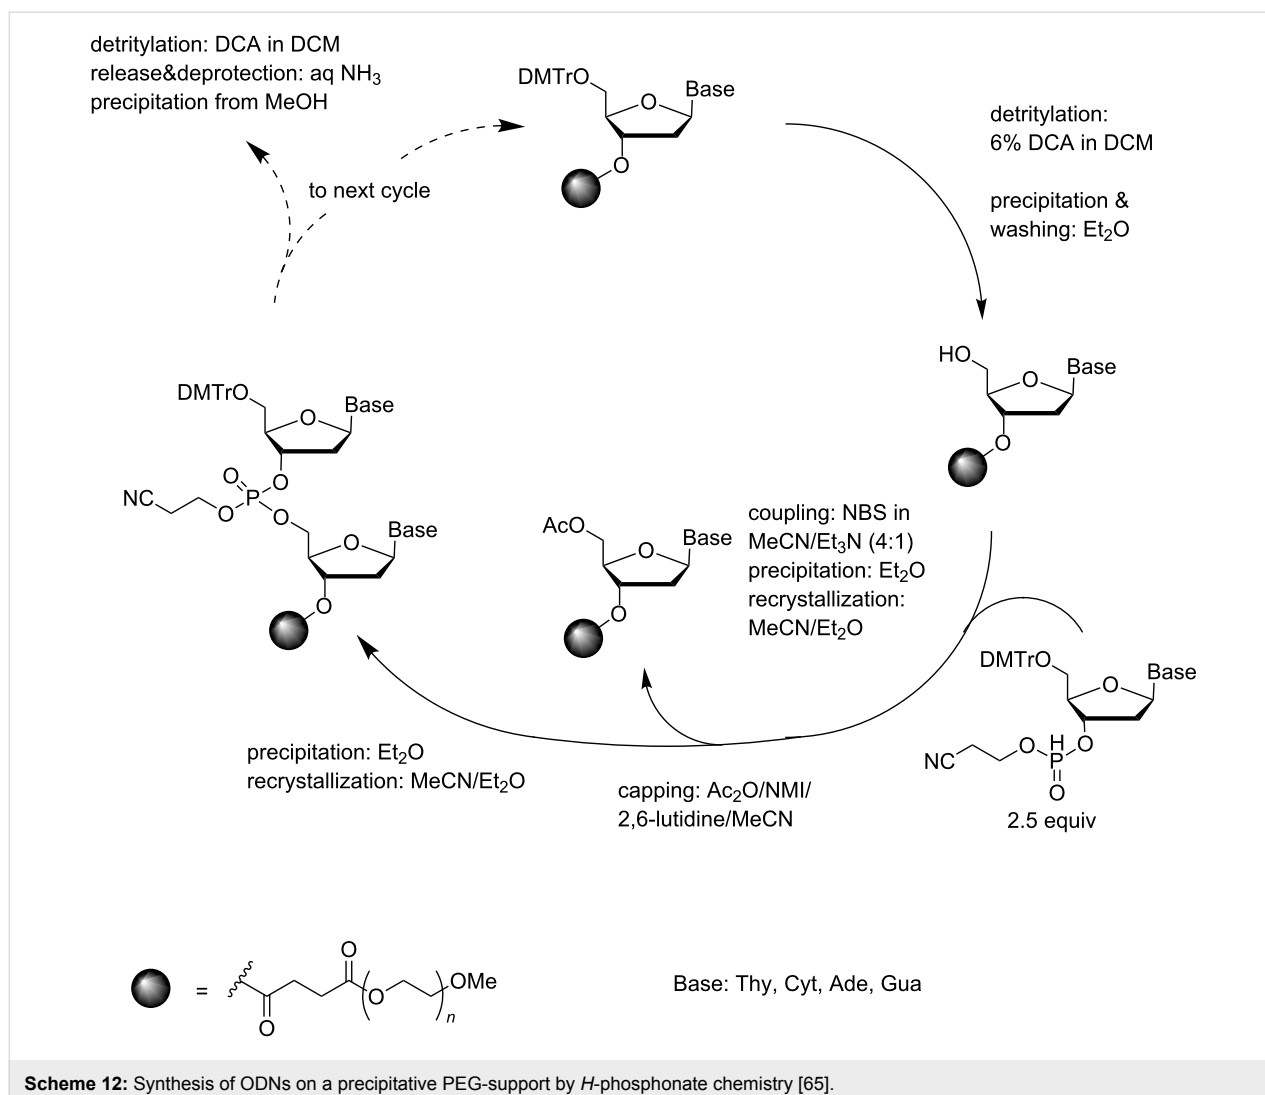 detritylation: DCA in DCM
release&deprotection: aq NH3
precipitation from MeOH
to next cycle
DMTrO
O
Base
O
detritylation:
6% DCA in DCM
precipitation &
washing: Et2O
HO
O
Base
O
DMTrO
O
Base
O
O
P
NC
O
O
O
Base
O
AcO
O
Base
O
coupling: NBS in
MeCN/Et3N (4:1)
precipitation: Et2O
recrystallization:
MeCN/Et2O
DMTrO
O
Base
O
O
H
P
NC
O
2.5 equiv
precipitation: Et2O
recrystallization: MeCN/Et2O
capping: Ac2O/NMI/
2,6-lutidine/MeCN
=
O
O
O
OMe
n
Base: Thy, Cyt, Ade, Gua
Scheme 12: Synthesis of ODNs on a precipitative PEG-support by H-phosphonate chemistry [65].